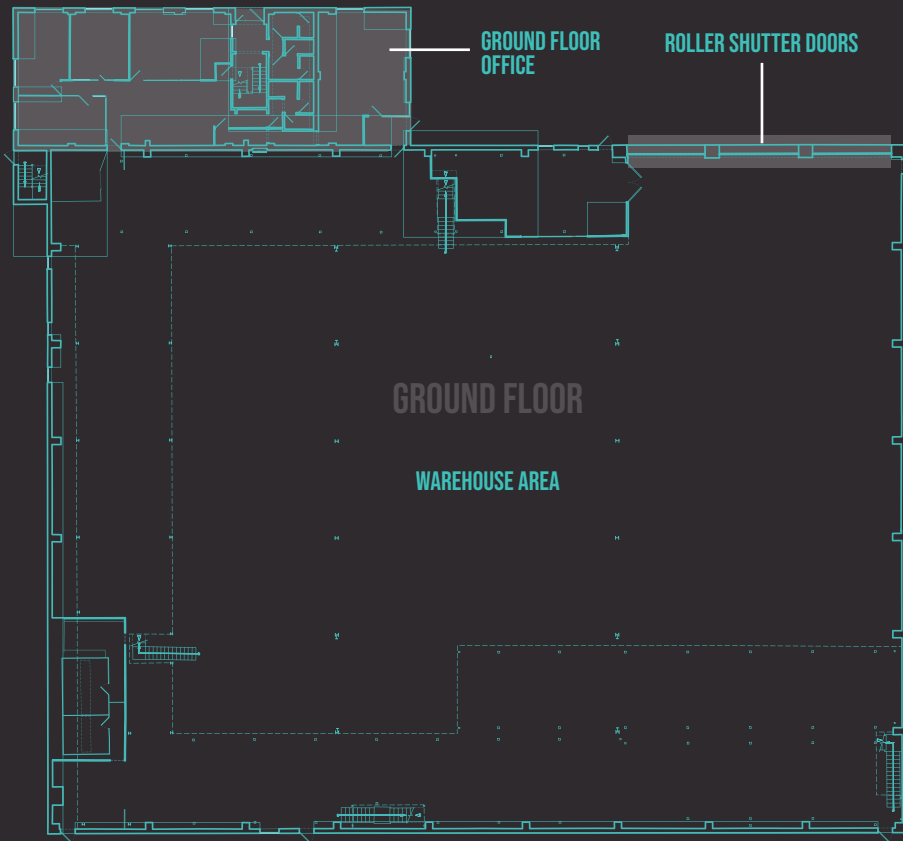 GROUND FLOOR
OFFICE
ROLLER SHUTTER DOORS
GROUND FLOOR
WAREHOUSE AREA